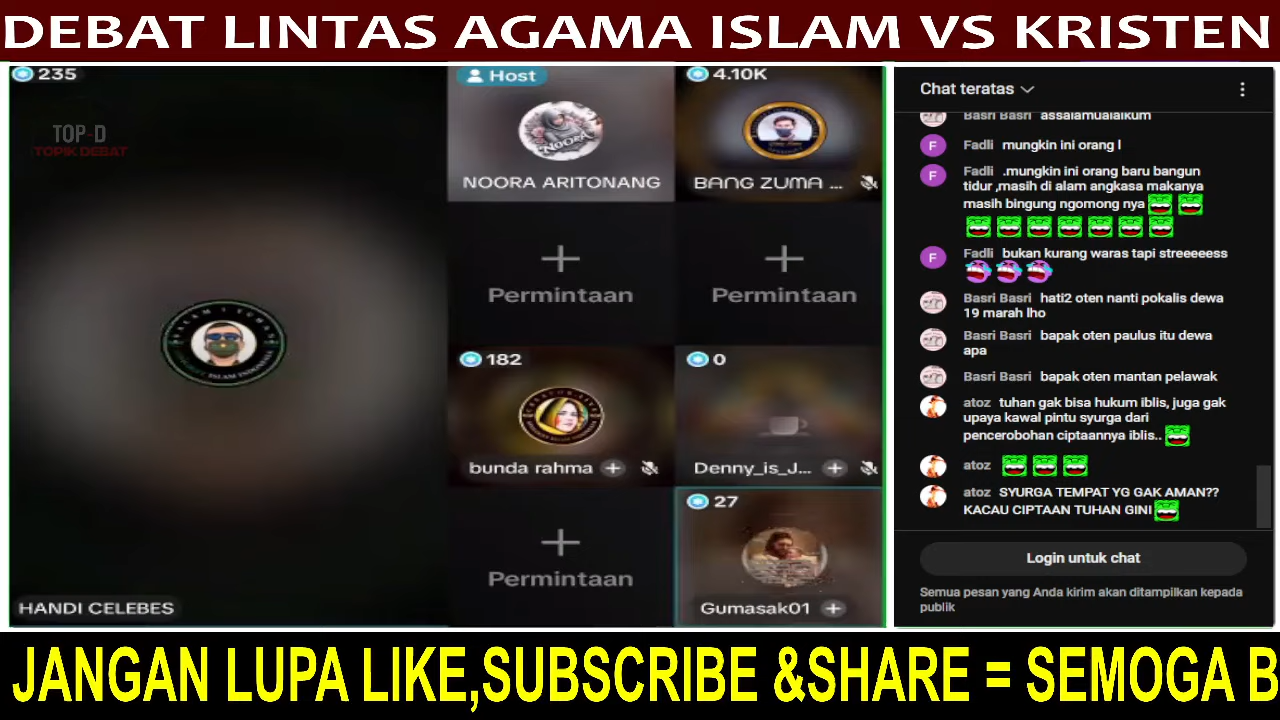 DEBAT LINTAS AGAMA ISLAM VS KRISTEN
235
TOP-D
TOPIK DEBAT
HANDI CELEBES
Host
NOORA
NOORA ARITONANG
4.10K
BANG ZUMA ...
Permintaan
Permintaan
182
bunda rahma
0
Denny_is_J...
Permintaan
27
Gumasak01
Chat teratas
Basri Basri assalamualaikum
F
Fadli mungkin ini orang l
F
Fadli .mungkin ini orang baru bangun
tidur ,masih di alam angkasa makanya
masih bingung ngomong nya
F
Fadli bukan kurang waras tapi streeeeess
Basri Basri hati2 oten nanti pokalis dewa
19 marah lho
Basri Basri bapak oten paulus itu dewa
apa
Basri Basri bapak oten mantan pelawak
atoz tuhan gak bisa hukum iblis, juga gak
upaya kawal pintu syurga dari
pencerobohan ciptaannya iblis..
atoz
atoz SYURGA TEMPAT YG GAK AMAN??
KACAU CIPTAAN TUHAN GINI
Login untuk chat
Semua pesan yang Anda kirim akan ditampilkan kepada
publik
JANGAN LUPA LIKE,SUBSCRIBE &SHARE = SEMOGA B